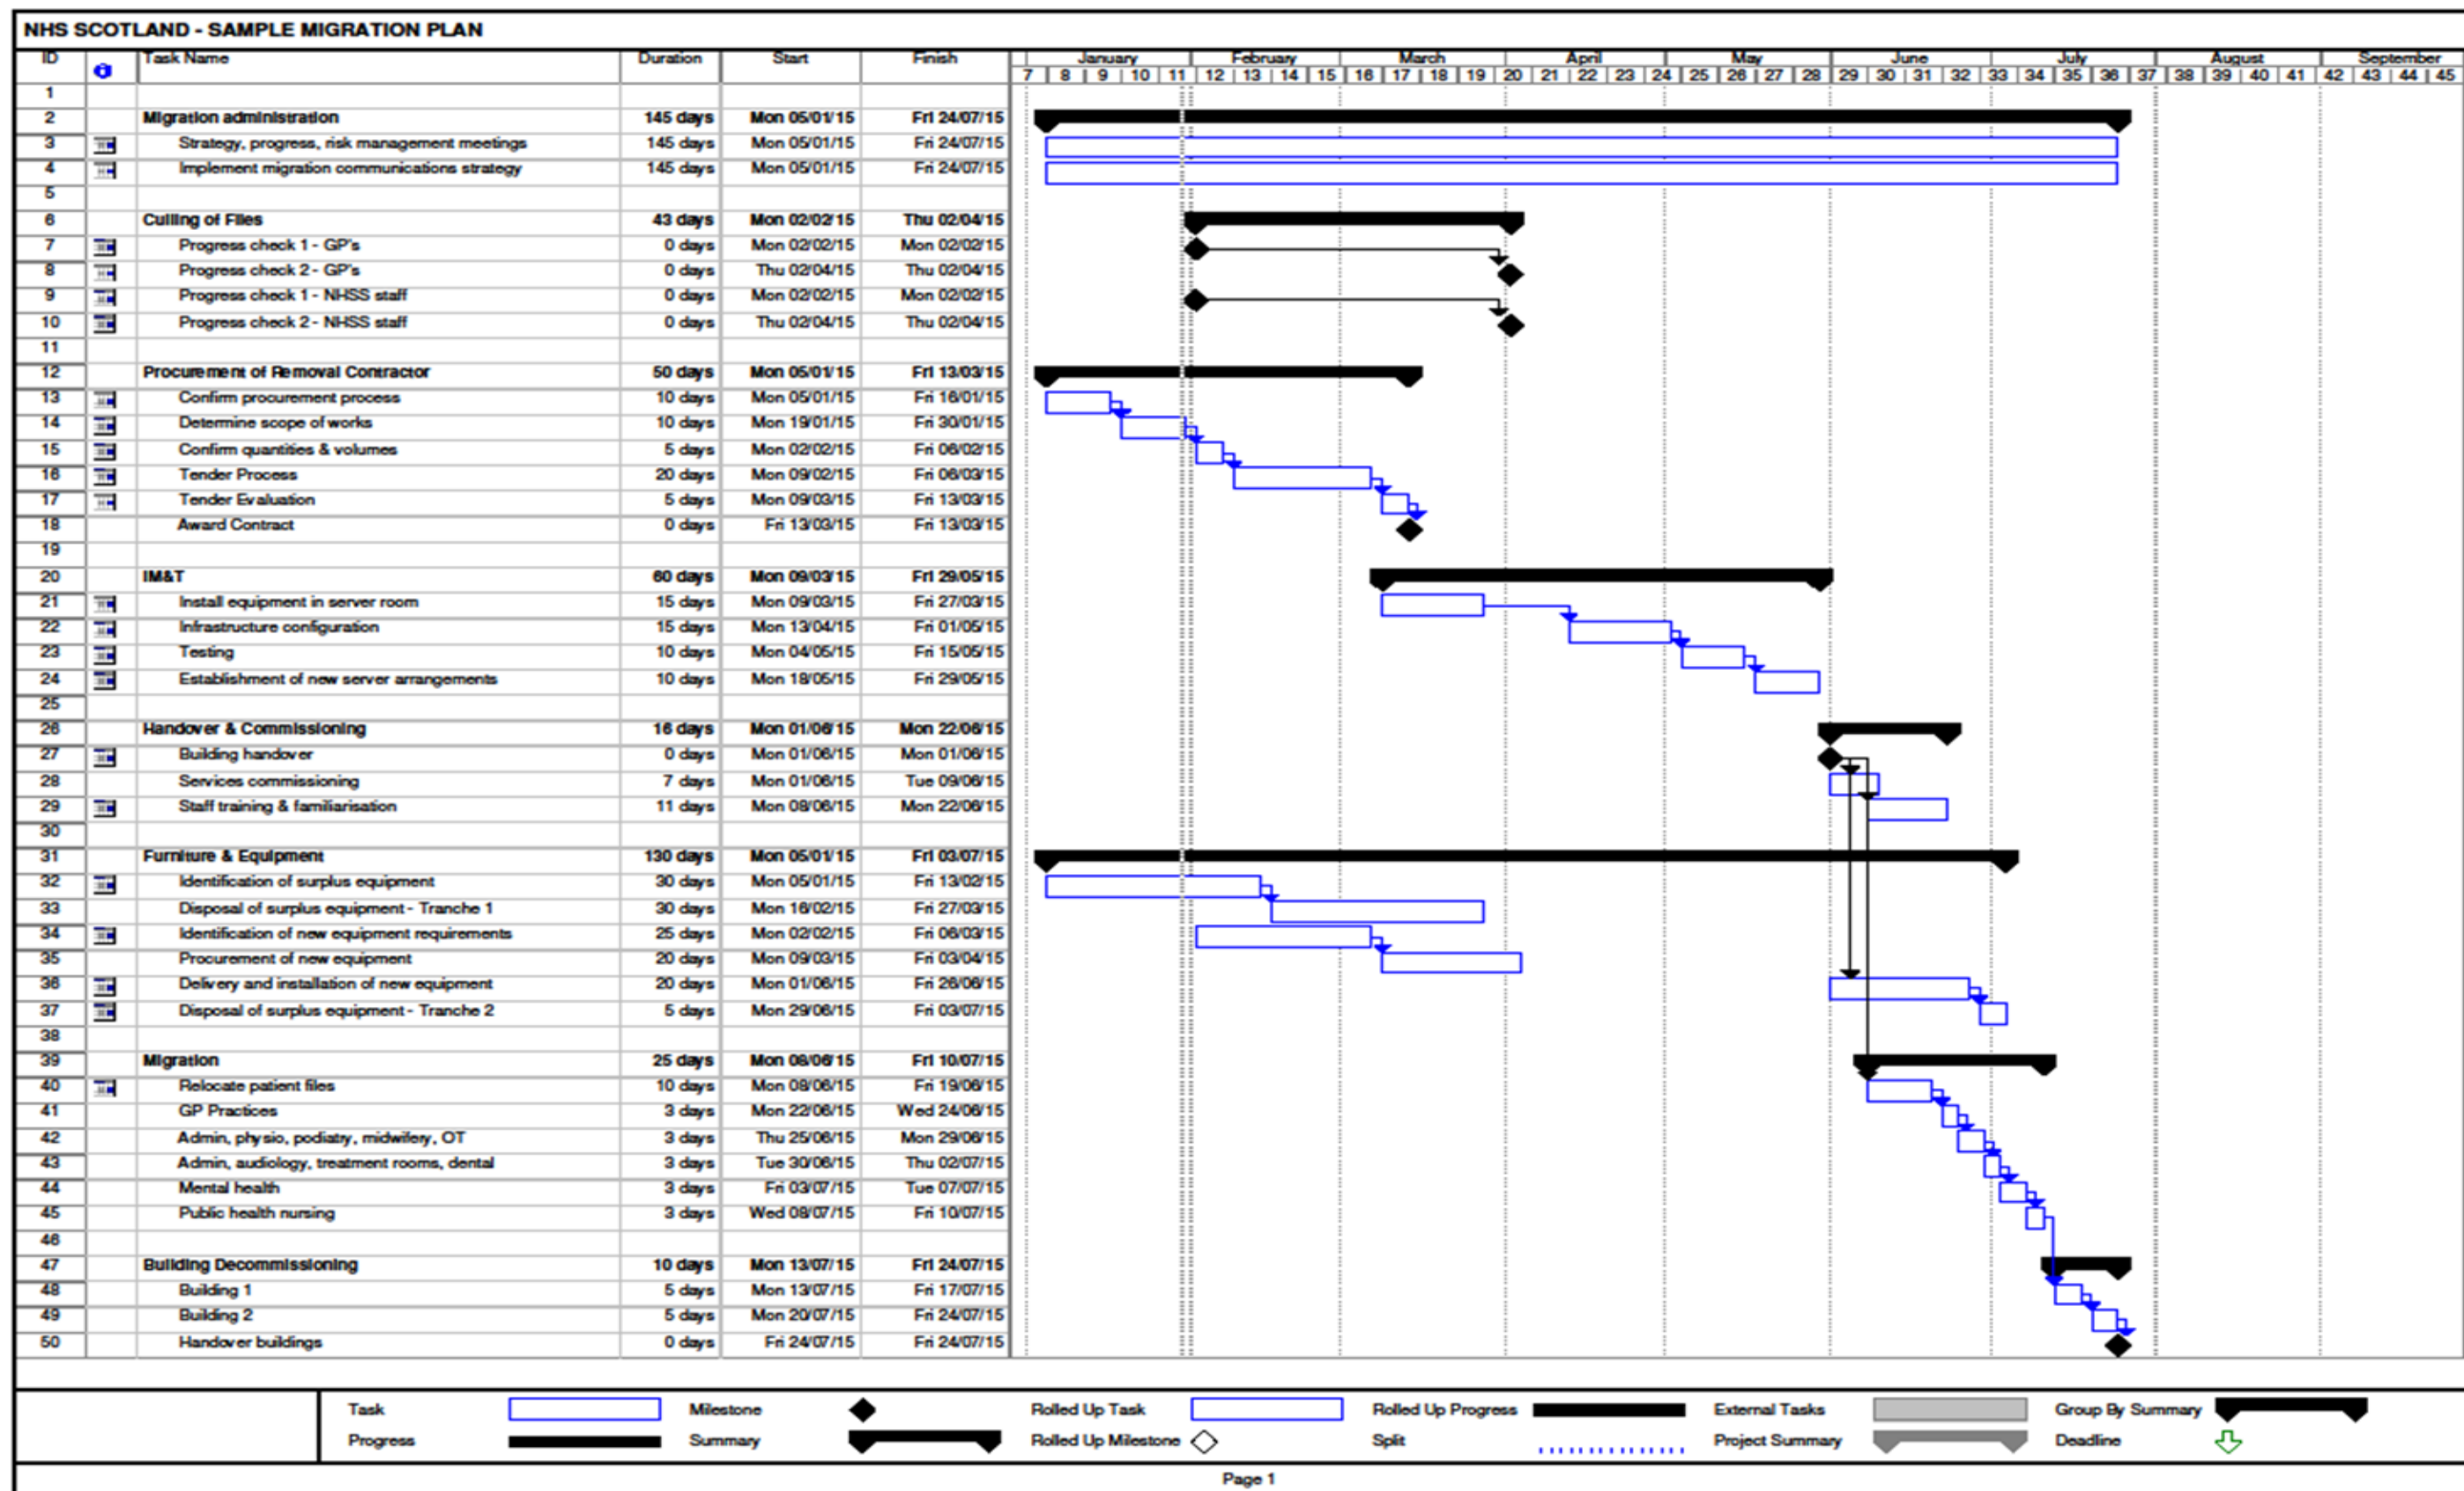 NHS SCOTLAND - SAMPLE MIGRATION PLAN
ID Task Name Duration Start Finish January February March April May June July August September
7 8 9 10 11 12 13 14 15 16 17 18 19 20 21 22 23 24 25 26 27 28 29 30 31 32 33 34 35 36 37 38 39 40 41 42 43 44 45
1
2 Migration administration 145 days Mon 05/01/15 Fri 24/07/15
3 Strategy, progress, risk management meetings 145 days Mon 05/01/15 Fri 24/07/15
4 Implement migration communications strategy 145 days Mon 05/01/15 Fri 24/07/15
5
6 Culling of Files 43 days Mon 02/02/15 Thu 02/04/15
7 Progress check 1 - GP's 0 days Mon 02/02/15 Mon 02/02/15
8 Progress check 2 - GP's 0 days Thu 02/04/15 Thu 02/04/15
9 Progress check 1 - NHSS staff 0 days Mon 02/02/15 Mon 02/02/15
10 Progress check 2 - NHSS staff 0 days Thu 02/04/15 Thu 02/04/15
11
12 Procurement of Removal Contractor 50 days Mon 05/01/15 Fri 13/03/15
13 Confirm procurement process 10 days Mon 05/01/15 Fri 16/01/15
14 Determine scope of works 10 days Mon 19/01/15 Fri 30/01/15
15 Confirm quantities & volumes 5 days Mon 02/02/15 Fri 06/02/15
16 Tender Process 20 days Mon 09/02/15 Fri 06/03/15
17 Tender Evaluation 5 days Mon 09/03/15 Fri 13/03/15
18 Award Contract 0 days Fri 13/03/15 Fri 13/03/15
19
20 IM&T 60 days Mon 09/03/15 Fri 29/05/15
21 Install equipment in server room 15 days Mon 09/03/15 Fri 27/03/15
22 Infrastructure configuration 15 days Mon 13/04/15 Fri 01/05/15
23 Testing 10 days Mon 04/05/15 Fri 15/05/15
24 Establishment of new server arrangements 10 days Mon 18/05/15 Fri 29/05/15
25
26 Handover & Commissioning 16 days Mon 01/06/15 Mon 22/06/15
27 Building handover 0 days Mon 01/06/15 Mon 01/06/15
28 Services commissioning 7 days Mon 01/06/15 Tue 09/06/15
29 Staff training & familiarisation 11 days Mon 08/06/15 Mon 22/06/15
30
31 Furniture & Equipment 130 days Mon 05/01/15 Fri 03/07/15
32 Identification of surplus equipment 30 days Mon 05/01/15 Fri 13/02/15
33 Disposal of surplus equipment - Tranche 1 30 days Mon 16/02/15 Fri 27/03/15
34 Identification of new equipment requirements 25 days Mon 02/02/15 Fri 06/03/15
35 Procurement of new equipment 20 days Mon 09/03/15 Fri 03/04/15
36 Delivery and installation of new equipment 20 days Mon 01/06/15 Fri 26/06/15
37 Disposal of surplus equipment - Tranche 2 5 days Mon 29/06/15 Fri 03/07/15
38
39 Migration 25 days Mon 08/06/15 Fri 10/07/15
40 Relocate patient files 10 days Mon 08/06/15 Fri 19/06/15
41 GP Practices 3 days Mon 22/06/15 Wed 24/06/15
42 Admin, physio, podiatry, midwifery, OT 3 days Thu 25/06/15 Mon 29/06/15
43 Admin, audiology, treatment rooms, dental 3 days Tue 30/06/15 Thu 02/07/15
44 Mental health 3 days Fri 03/07/15 Tue 07/07/15
45 Public health nursing 3 days Wed 08/07/15 Fri 10/07/15
46
47 Building Decommissioning 10 days Mon 13/07/15 Fri 24/07/15
48 Building 1 5 days Mon 13/07/15 Fri 17/07/15
49 Building 2 5 days Mon 20/07/15 Fri 24/07/15
50 Handover buildings 0 days Fri 24/07/15 Fri 24/07/15
Task Milestone Rolled Up Task Rolled Up Progress External Tasks Group By Summary
Progress Summary Rolled Up Milestone Split Project Summary Deadline
Page 1